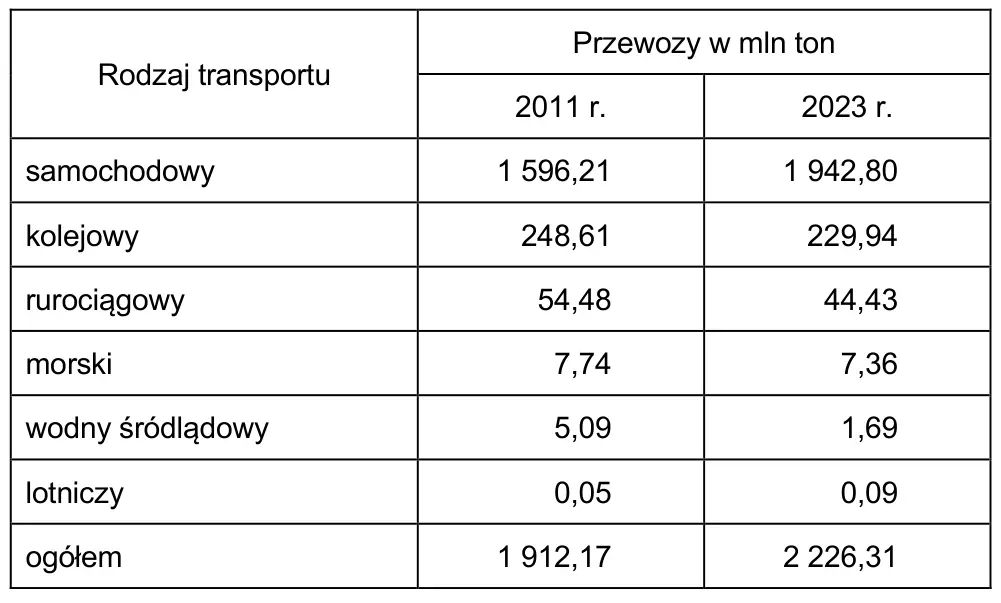 Rodzaj transportu
Przewozy w mln ton
2011 r.
2023 r.
samochodowy 1 596,21 1 942,80
kolejowy 248,61 229,94
rurociągowy 54,48 44,43
morski 7,74 7,36
wodny śródlądowy 5,09 1,69
lotniczy 0,05 0,09
ogółem 1 912,17 2 226,31